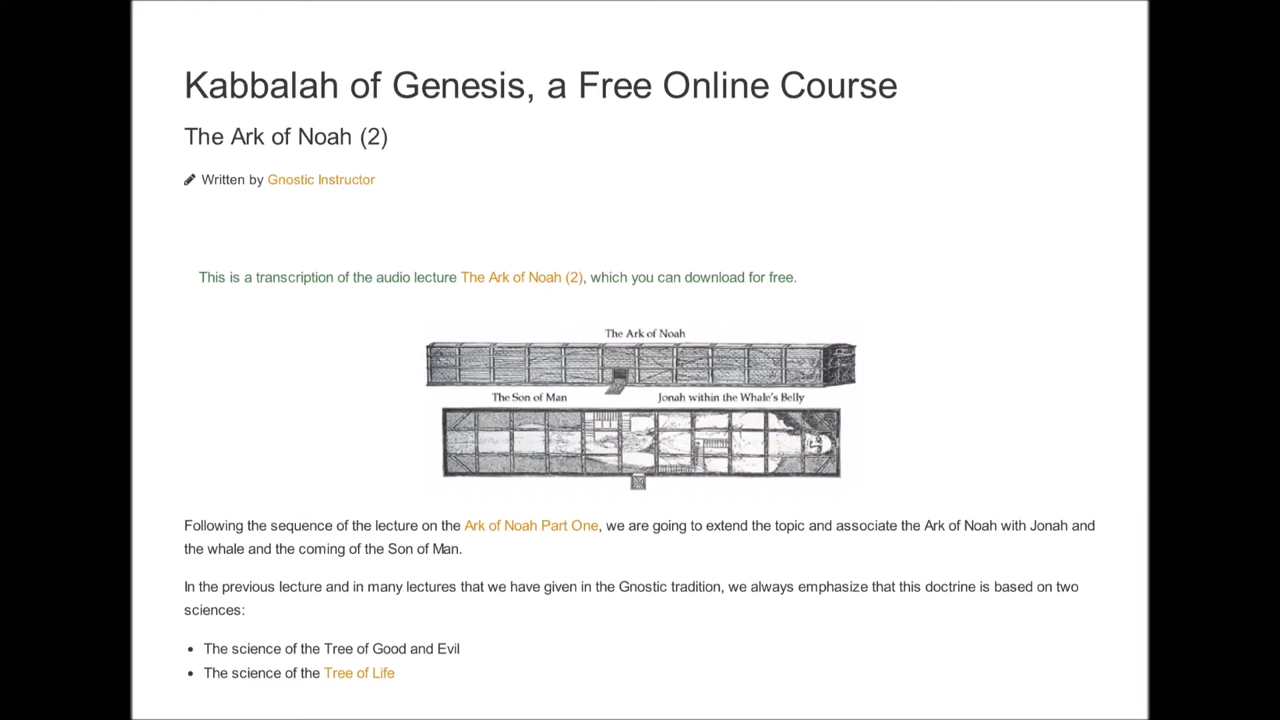 Kabbalah of Genesis, a Free Online Course
The Ark of Noah (2)
Written by Gnostic Instructor
This is a transcription of the audio lecture The Ark of Noah (2), which you can download for free.
The Ark of Noah
The Son of Man
Jonah within the Whale's Belly
Following the sequence of the lecture on the Ark of Noah Part One, we are going to extend the topic and associate the Ark of Noah with Jonah and
the whale and the coming of the Son of Man.
In the previous lecture and in many lectures that we have given in the Gnostic tradition, we always emphasize that this doctrine is based on two
sciences:
• The science of the Tree of Good and Evil
• The science of the Tree of Life